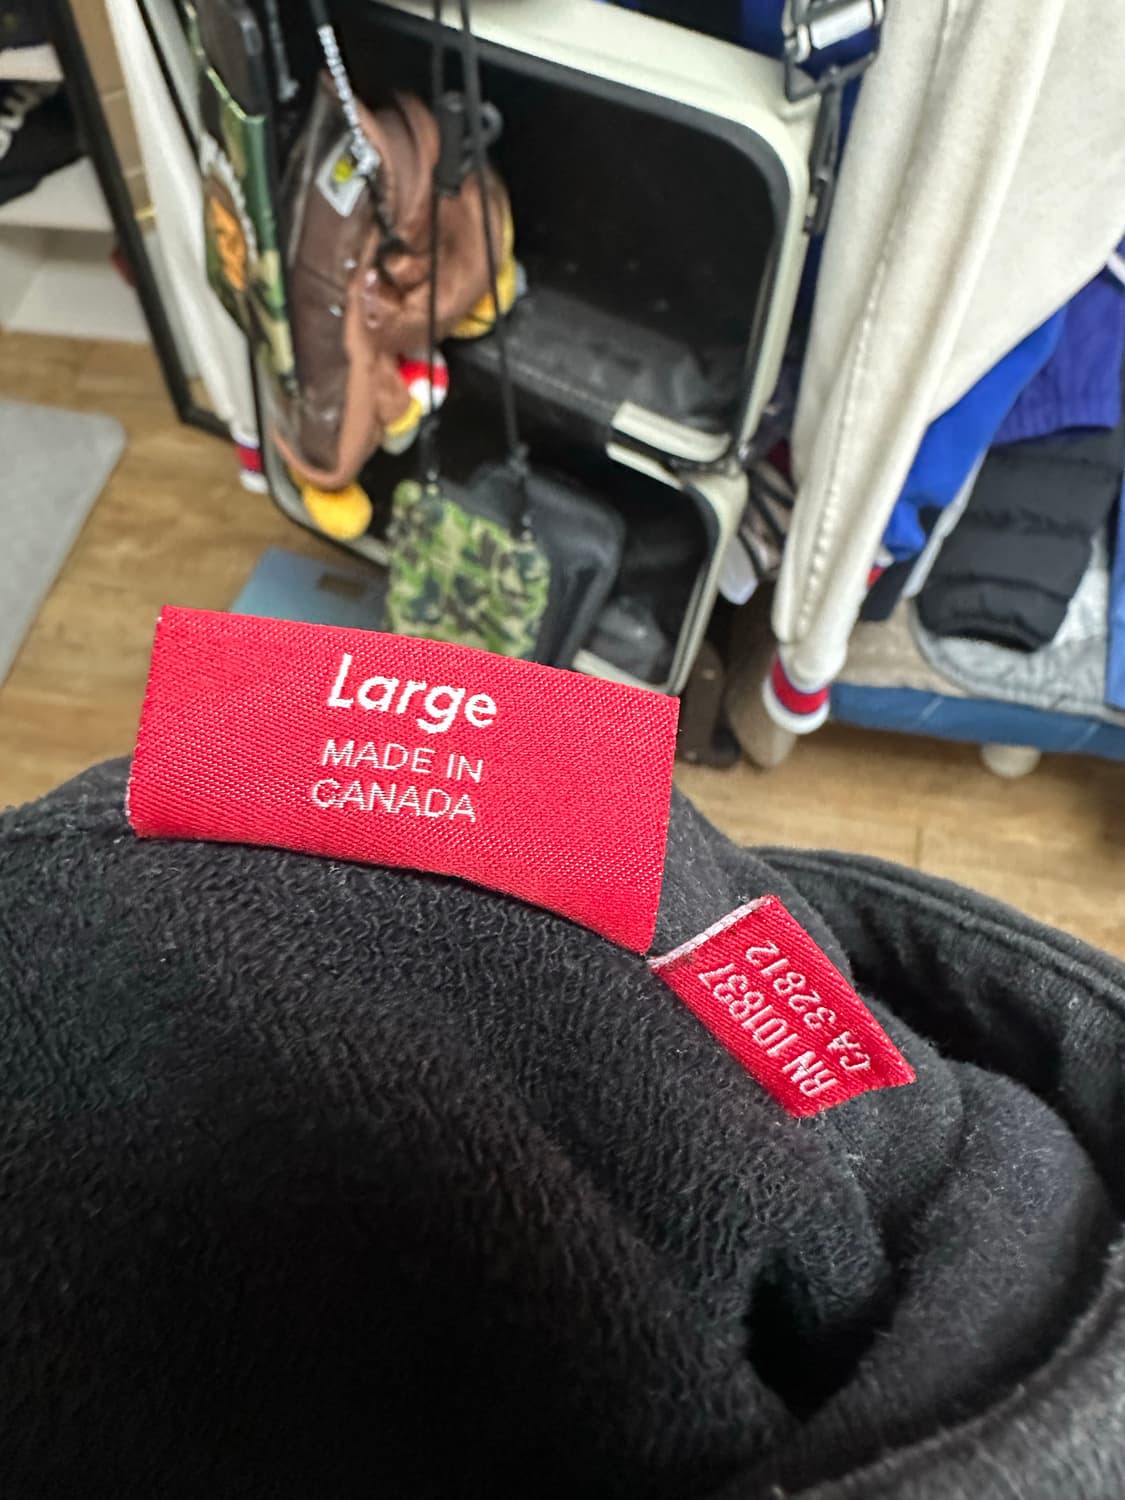 Large
MADE IN
CANADA
RN 101837
CA 32812